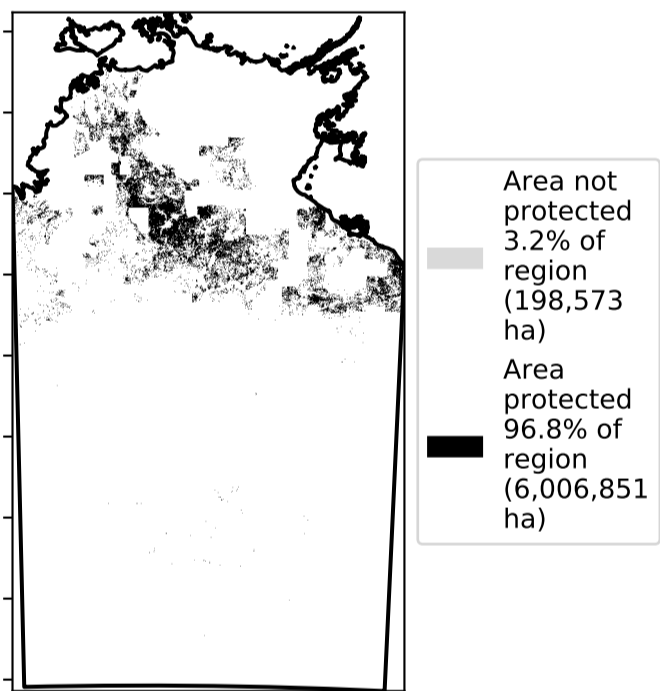 Area not
protected
3.2% of
region
(198,573
ha)
Area
protected
96.8% of
region
(6,006,851
ha)